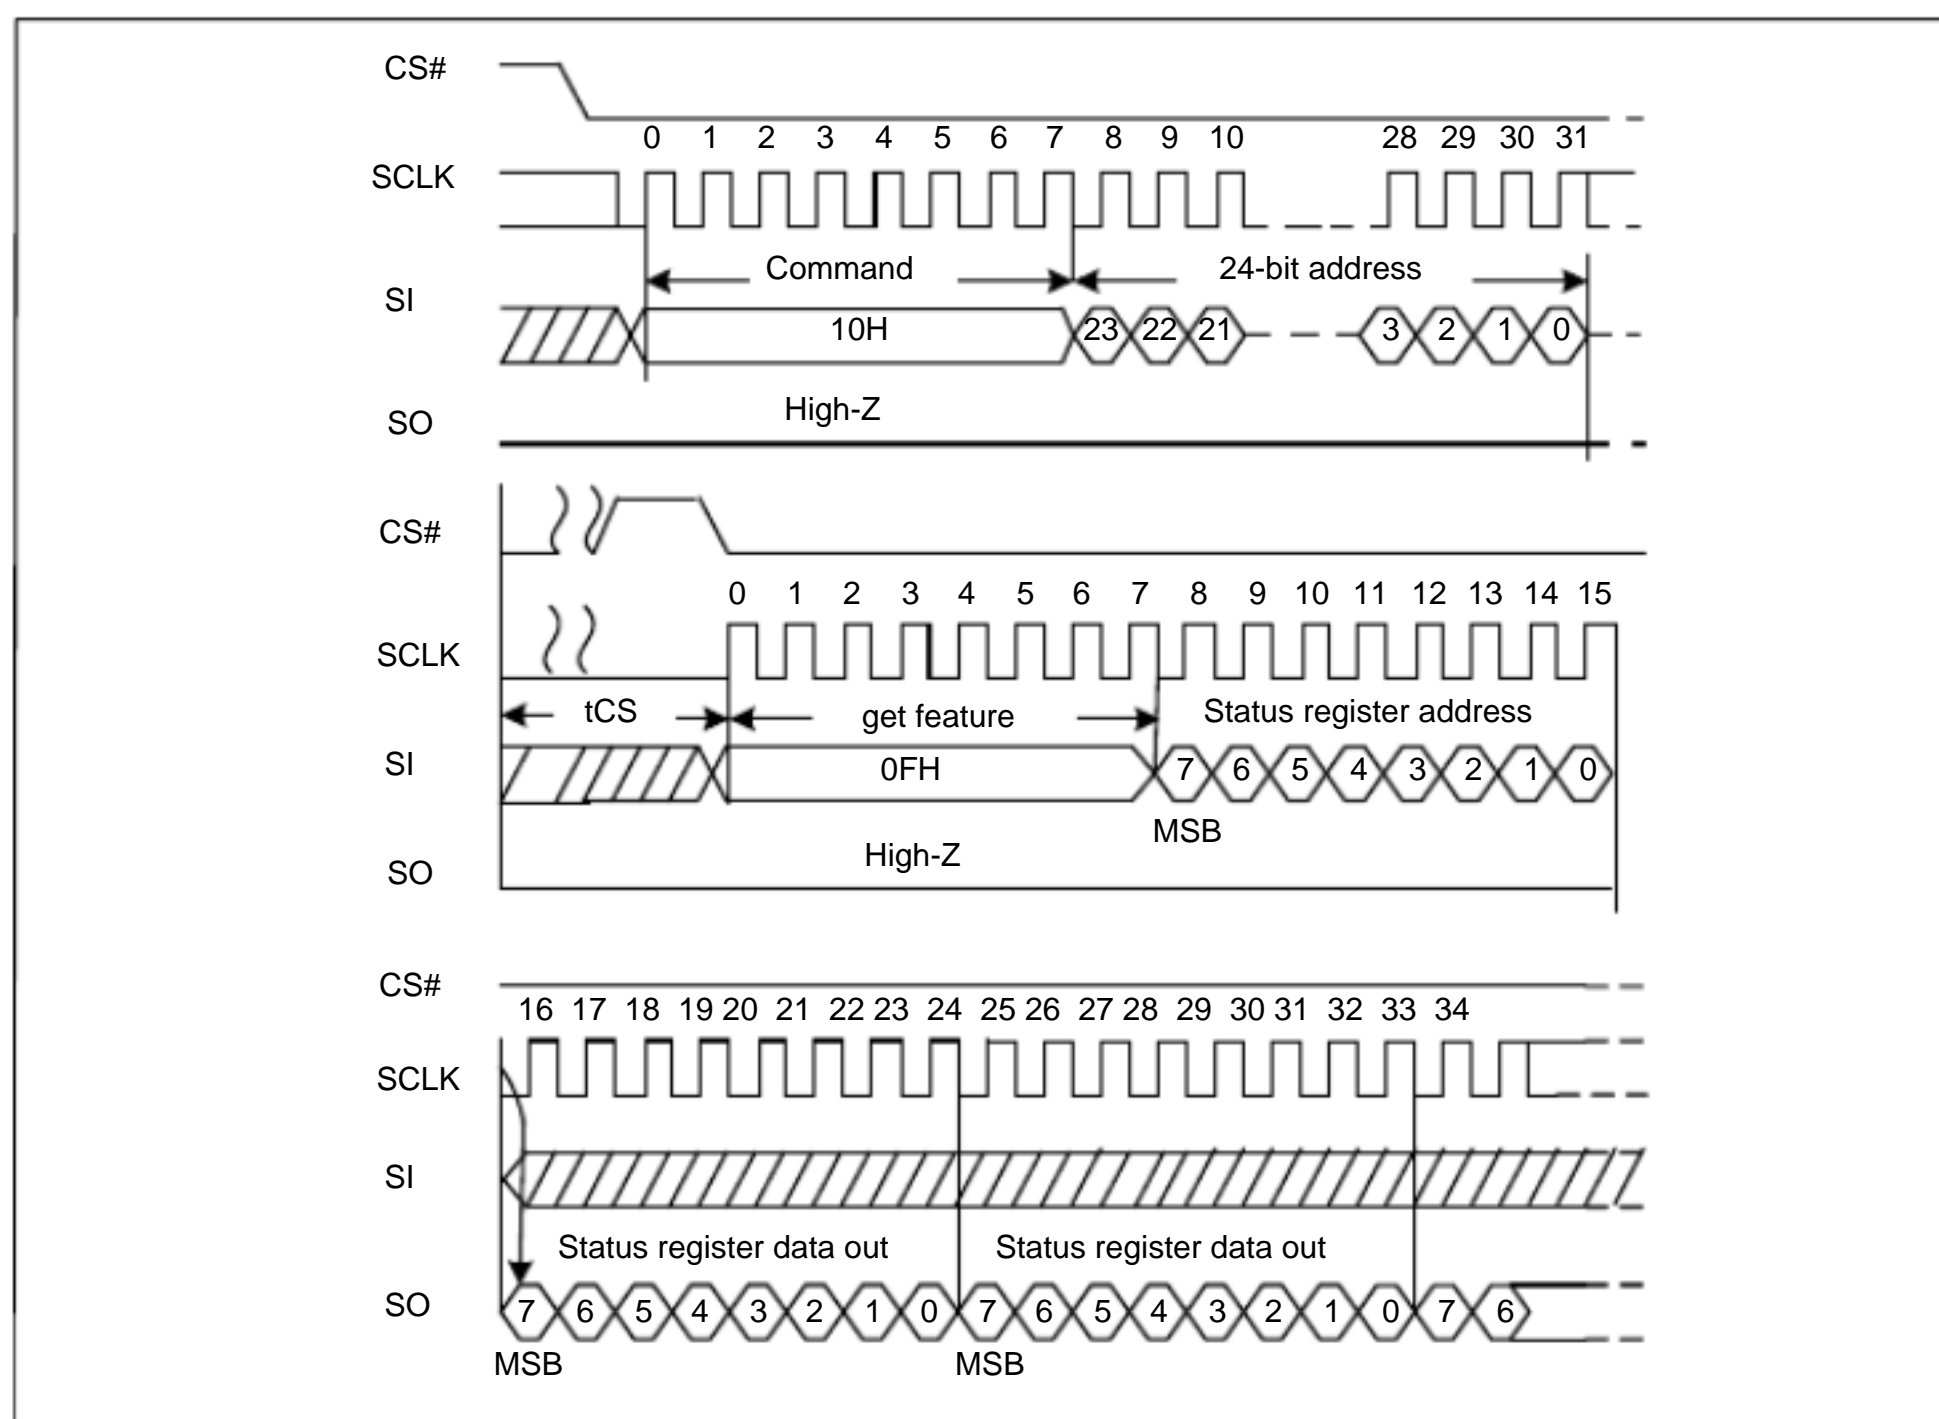 CS#
0 1 2 3 4 5 6 7 8 9 10 28 29 30 31
SCLK
Command 24-bit address
SI
10H 23 22 21 3 2 1 0
High-Z
SO
CS#
0 1 2 3 4 5 6 7 8 9 10 11 12 13 14 15
SCLK
tCS get feature Status register address
SI
0FH 7 6 5 4 3 2 1 0
MSB
High-Z
SO
CS#
16 17 18 19 20 21 22 23 24 25 26 27 28 29 30 31 32 33 34
SCLK
SI
Status register data out Status register data out
SO 7 6 5 4 3 2 1 0 7 6 5 4 3 2 1 0 7 6
MSB MSB